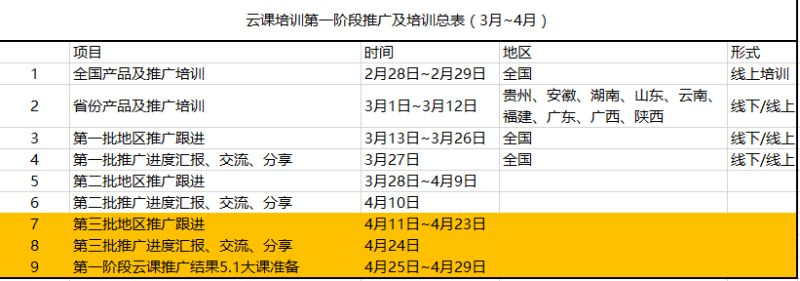 云课培训第一阶段推广及培训总表（3月~4月）
项目 时间 地区 形式
1 全国产品及推广培训 2月28日~2月29日 全国 线上培训
2 省份产品及推广培训 3月1日~3月12日 贵州、安徽、湖南、山东、云南、 线下/线上
福建、广东、广西、陕西
3 第一批地区推广跟进 3月13日~3月26日 全国 线下/线上
4 第一批推广进度汇报、交流、分享 3月27日 全国 线下/线上
5 第二批地区推广跟进 3月28日~4月9日
6 第二批推广进度汇报、交流、分享 4月10日
7 第三批地区推广跟进 4月11日~4月23日
8 第三批推广进度汇报、交流、分享 4月24日
9 第一阶段云课推广结果5.1大课准备 4月25日~4月29日